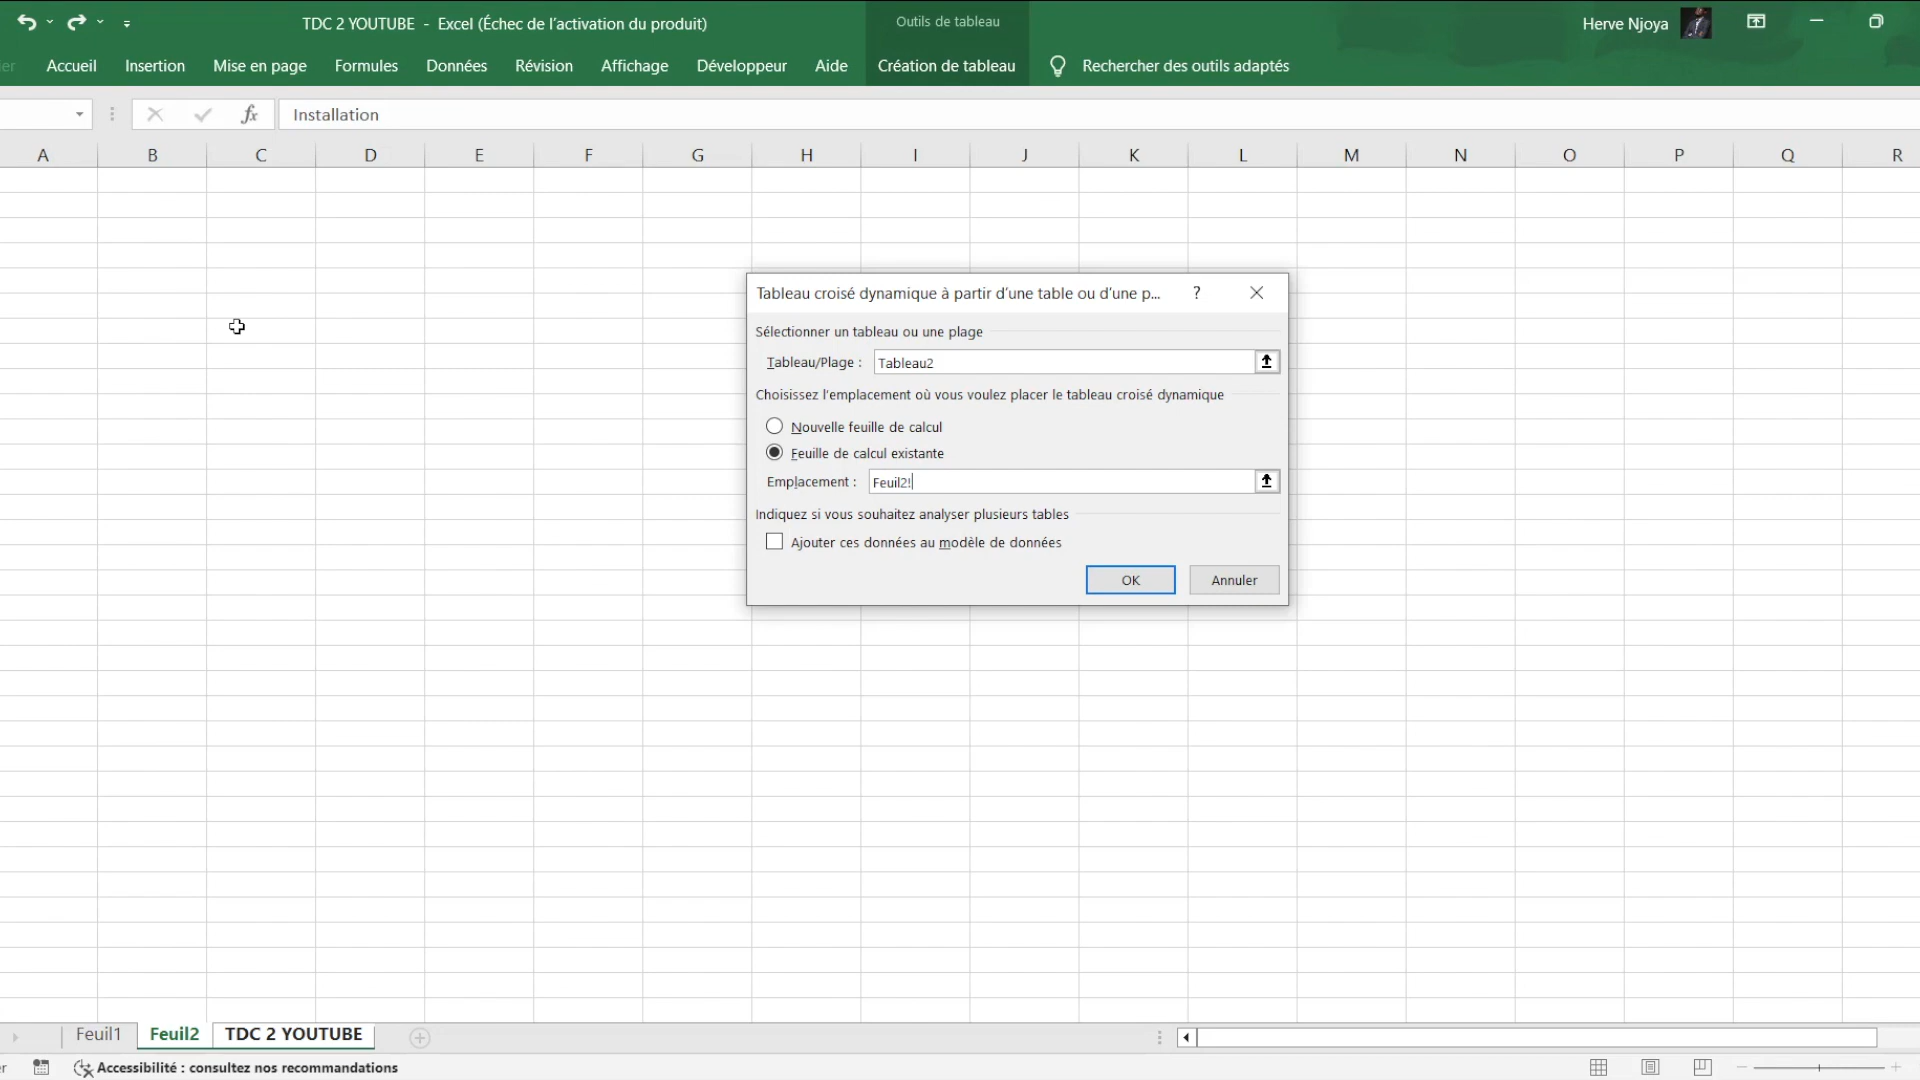 TDC 2 YOUTUBE - Excel (Échec de l'activation du produit)
Outils de tableau
Herve Njoya
Accueil Insertion Mise en page Formules Données Révision Affichage Développeur Aide Création de tableau Rechercher des outils adaptés
fx Installation
A B C D E F G H I J K L M N O P Q R
Tableau croisé dynamique à partir d'une table ou d'une p... ?
Sélectionner un tableau ou une plage
Tableau/Plage : Tableau2
Choisissez l'emplacement où vous voulez placer le tableau croisé dynamique
Nouvelle feuille de calcul
Feuille de calcul existante
Emplacement : Feuil2!
Indiquez si vous souhaitez analyser plusieurs tables
Ajouter ces données au modèle de données
OK Annuler
Feuil1 Feuil2 TDC 2 YOUTUBE
Accessibilité : consultez nos recommandations